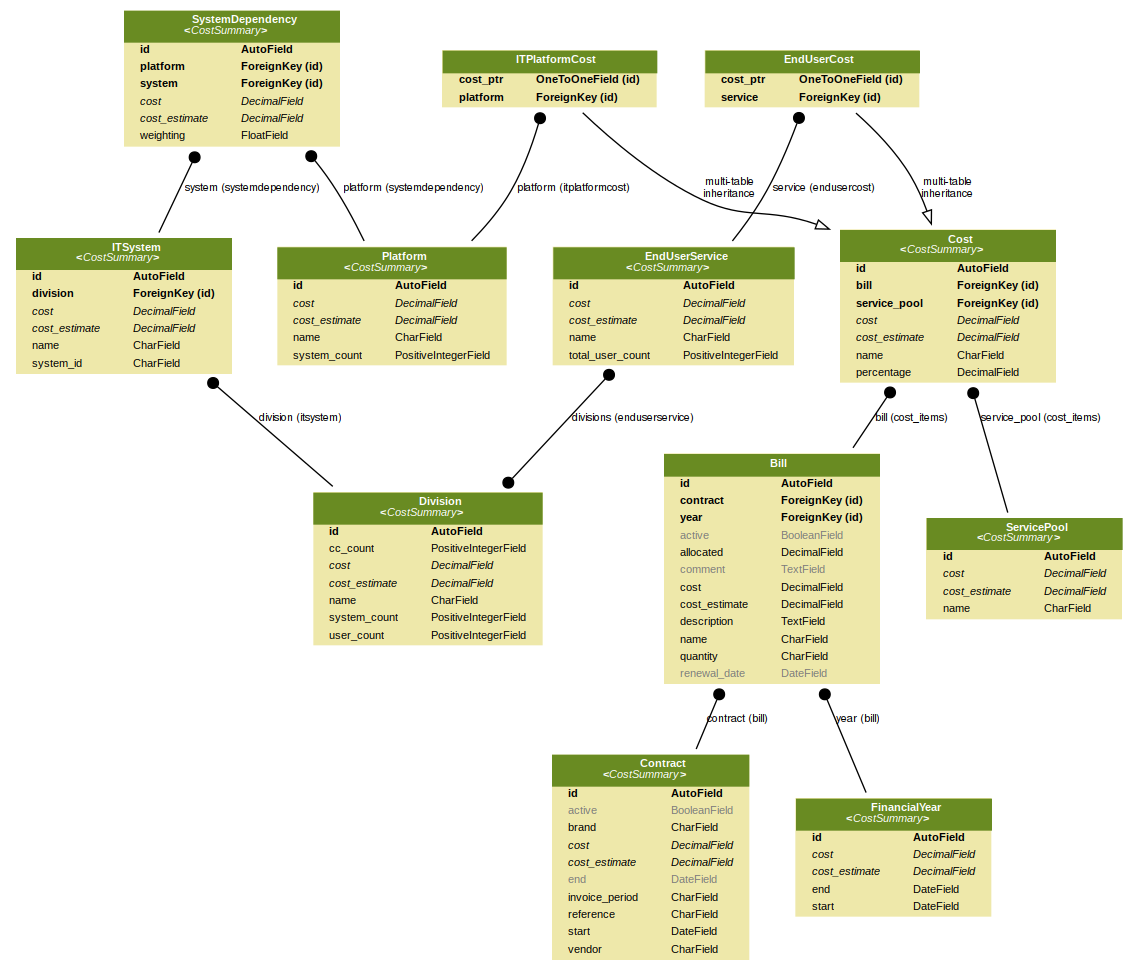 SystemDependency
<CostSummary>
id AutoField
platform ForeignKey (id)
system ForeignKey (id)
cost DecimalField
cost_estimate DecimalField
weighting FloatField
ITPlatformCost
cost_ptr OneToOneField (id)
platform ForeignKey (id)
EndUserCost
cost_ptr OneToOneField (id)
service ForeignKey (id)
system (systemdependency)
platform (systemdependency)
platform (itplatformcost)
multi-table
inheritance
service (endusercost)
multi-table
inheritance
ITSystem
<CostSummary>
id AutoField
division ForeignKey (id)
cost DecimalField
cost_estimate DecimalField
name CharField
system_id CharField
Platform
<CostSummary>
id AutoField
cost DecimalField
cost_estimate DecimalField
name CharField
system_count PositiveIntegerField
EndUserService
<CostSummary>
id AutoField
cost DecimalField
cost_estimate DecimalField
name CharField
total_user_count PositiveIntegerField
Cost
<CostSummary>
id AutoField
bill ForeignKey (id)
service_pool ForeignKey (id)
cost DecimalField
cost_estimate DecimalField
name CharField
percentage DecimalField
division (itsystem)
divisions (enduserservice)
bill (cost_items)
service_pool (cost_items)
Division
<CostSummary>
id AutoField
cc_count PositiveIntegerField
cost DecimalField
cost_estimate DecimalField
name CharField
system_count PositiveIntegerField
user_count PositiveIntegerField
Bill
id AutoField
contract ForeignKey (id)
year ForeignKey (id)
active BooleanField
allocated DecimalField
comment TextField
cost DecimalField
cost_estimate DecimalField
description TextField
name CharField
quantity CharField
renewal_date DateField
ServicePool
<CostSummary>
id AutoField
cost DecimalField
cost_estimate DecimalField
name CharField
contract (bill)
year (bill)
Contract
<CostSummary>
id AutoField
active BooleanField
brand CharField
cost DecimalField
cost_estimate DecimalField
end DateField
invoice_period CharField
reference CharField
start DateField
vendor CharField
FinancialYear
<CostSummary>
id AutoField
cost DecimalField
cost_estimate DecimalField
end DateField
start DateField